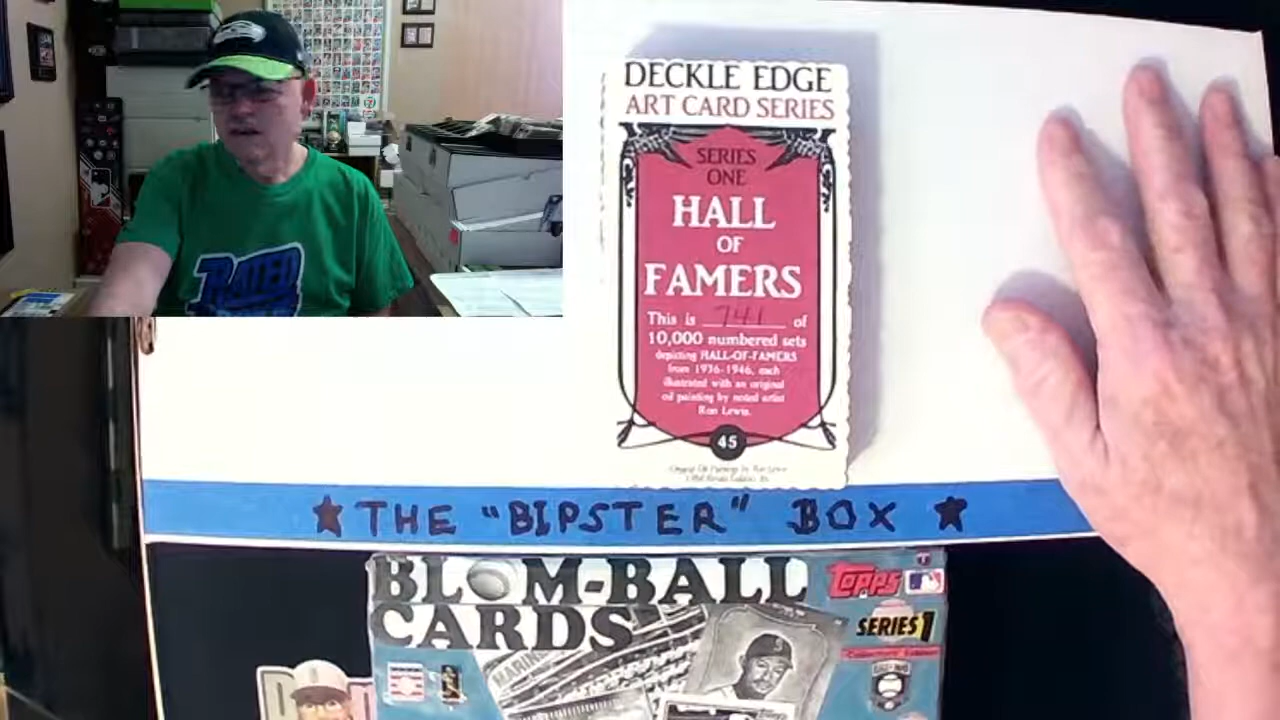 RATED
DECKLE EDGE
ART CARD SERIES
SERIES
ONE
HALL
OF
FAMERS
This is 741 of
10,000 numbered sets
depicting HALL-OF-FAMERS
from 1936-1946, each
illustrated with an original
oil painting by noted artist
Ron Lewis.
45
★ THE "BIPSTER" BOX ★
BLOM-BALL
CARDS
Topps
SERIES 1
MARIN